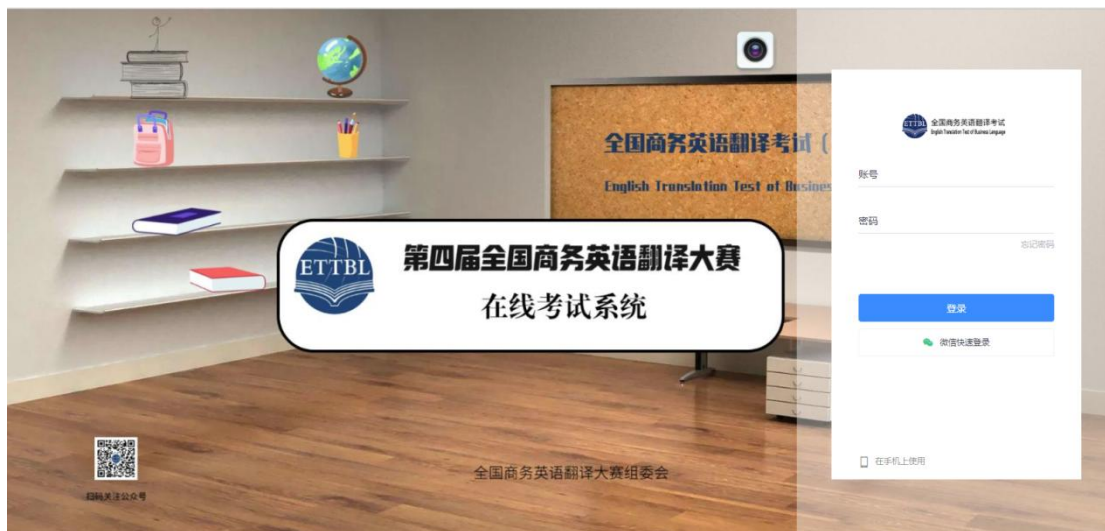 全国商务英语翻译考试（
English Translation Test of Busines
ETTBL
第四届全国商务英语翻译大赛
在线考试系统
扫码关注公众号
全国商务英语翻译大赛组委会
ETTBL
全国商务英语翻译考试
English Translation Test of Business Language
账号
密码
忘记密码
登录
微信快速登录
在手机上使用